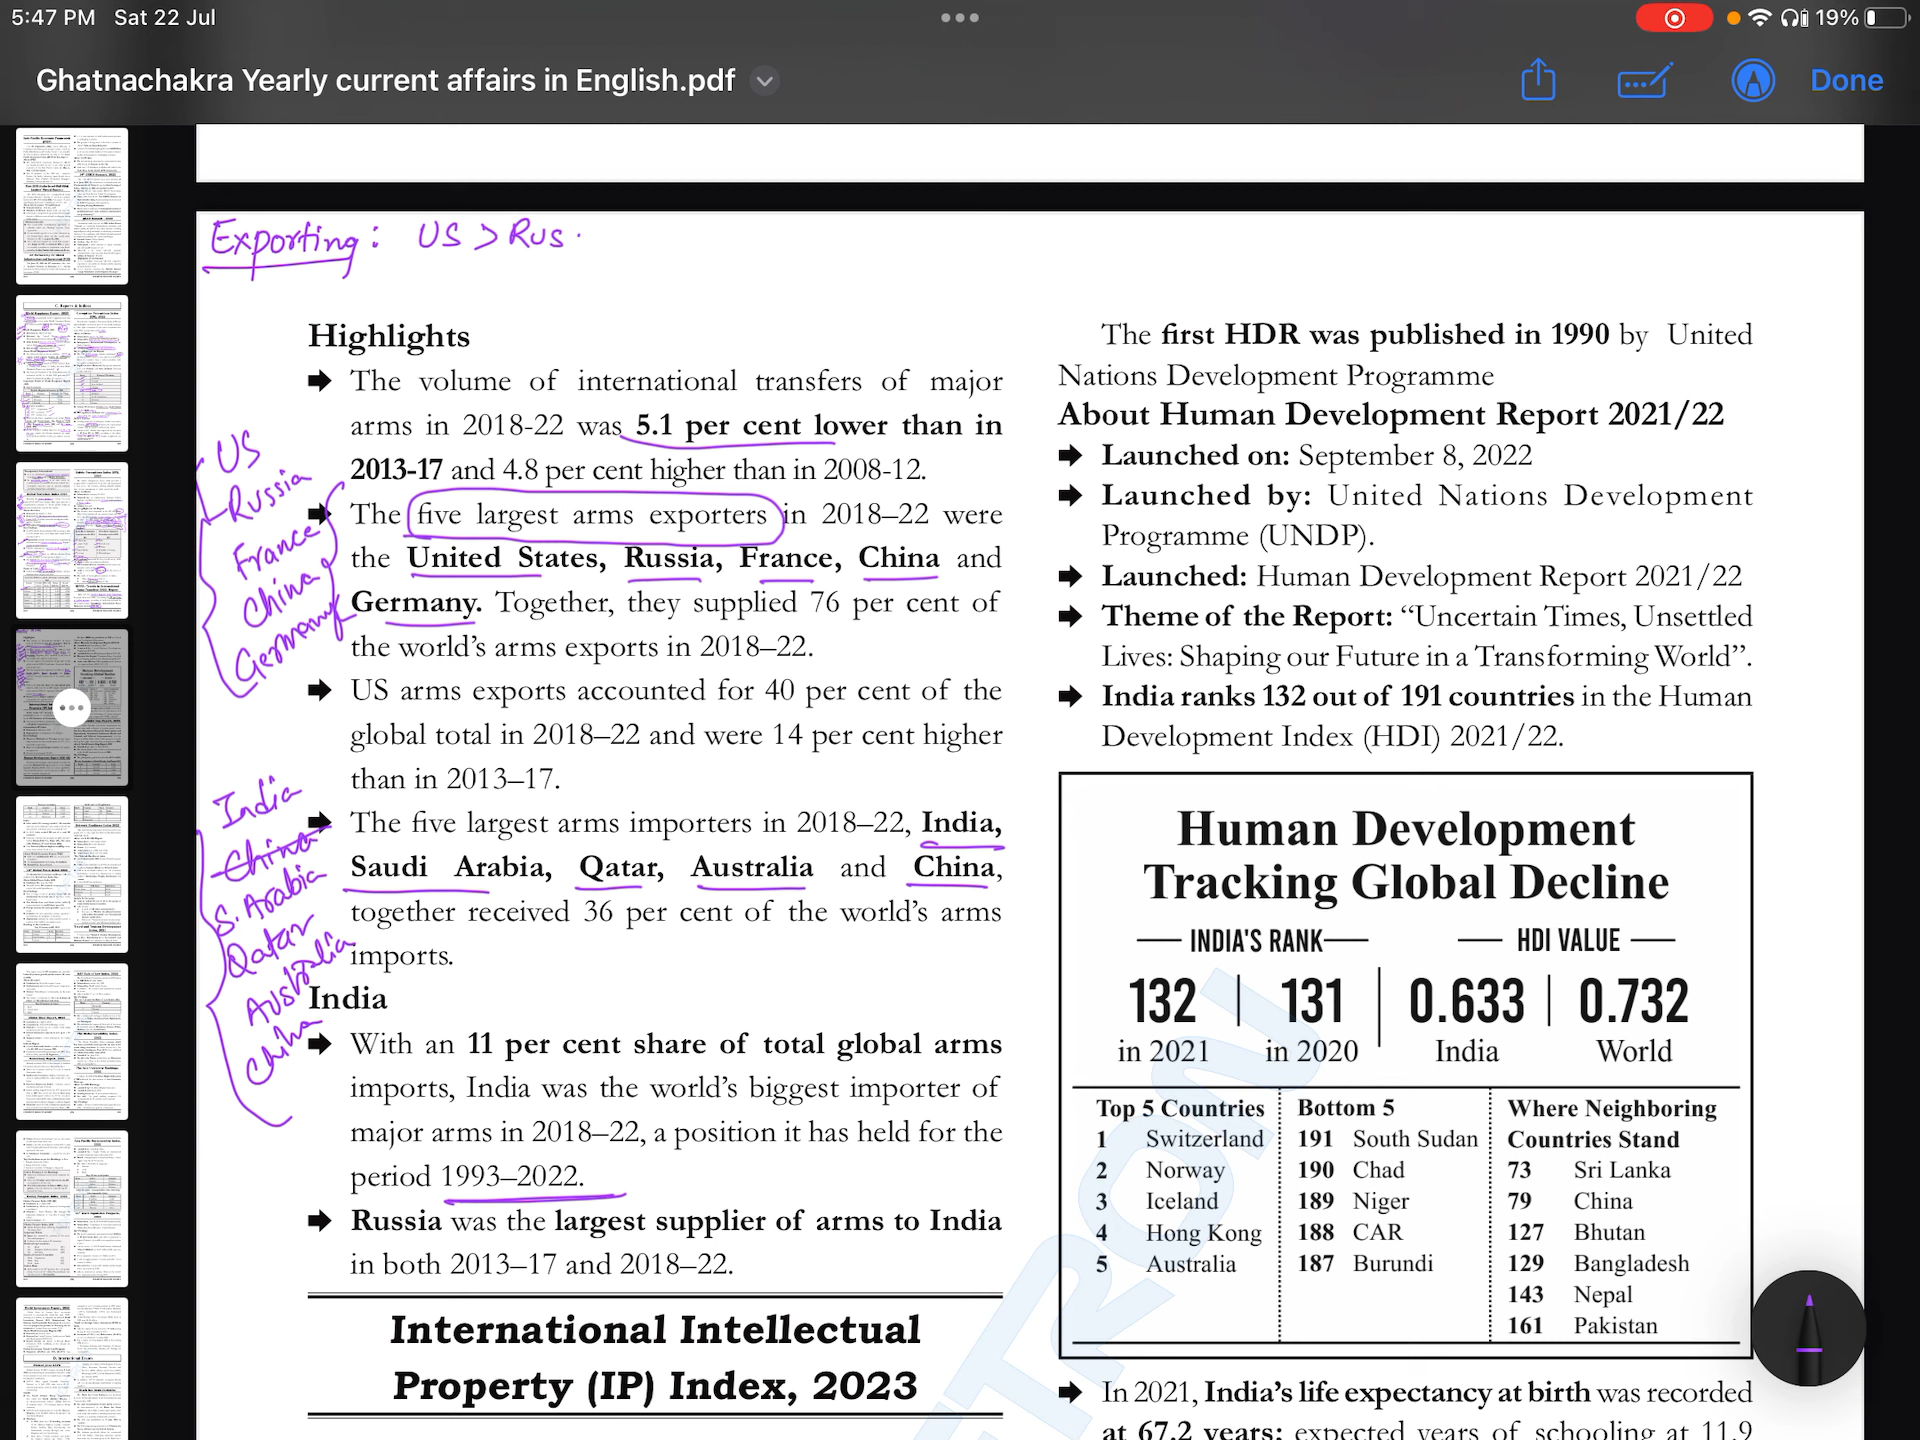 5:47 PM Sat 22 Jul
19%
Ghatnachakra Yearly current affairs in English.pdf
Done
Exporting: US > Rus.
Highlights
The volume of international transfers of major
arms in 2018-22 was 5.1 per cent lower than in
2013-17 and 4.8 per cent higher than in 2008-12.
The five largest arms exporters in 2018–22 were
the United States, Russia, France, China and
Germany. Together, they supplied 76 per cent of
the world's arms exports in 2018–22.
US arms exports accounted for 40 per cent of the
global total in 2018–22 and were 14 per cent higher
than in 2013–17.
The five largest arms importers in 2018–22, India,
Saudi Arabia, Qatar, Australia and China,
together received 36 per cent of the world's arms
imports.
India
With an 11 per cent share of total global arms
imports, India was the world's biggest importer of
major arms in 2018–22, a position it has held for the
period 1993–2022.
Russia was the largest supplier of arms to India
in both 2013–17 and 2018–22.
International Intellectual
Property (IP) Index, 2023
US
Russia
France
China
Germany
India
China
S. Arabia
Qatar
Australia
China
The first HDR was published in 1990 by United
Nations Development Programme
About Human Development Report 2021/22
Launched on: September 8, 2022
Launched by: United Nations Development
Programme (UNDP).
Launched: Human Development Report 2021/22
Theme of the Report: “Uncertain Times, Unsettled
Lives: Shaping our Future in a Transforming World”.
India ranks 132 out of 191 countries in the Human
Development Index (HDI) 2021/22.
Human Development
Tracking Global Decline
INDIA'S RANK HDI VALUE
132 131 0.633 0.732
in 2021 in 2020 India World
Top 5 Countries
1 Switzerland
2 Norway
3 Iceland
4 Hong Kong
5 Australia
Bottom 5
191 South Sudan
190 Chad
189 Niger
188 CAR
187 Burundi
Where Neighboring
Countries Stand
73 Sri Lanka
79 China
127 Bhutan
129 Bangladesh
143 Nepal
161 Pakistan
In 2021, India's life expectancy at birth was recorded
at 67.2 years; expected years of schooling at 11.9